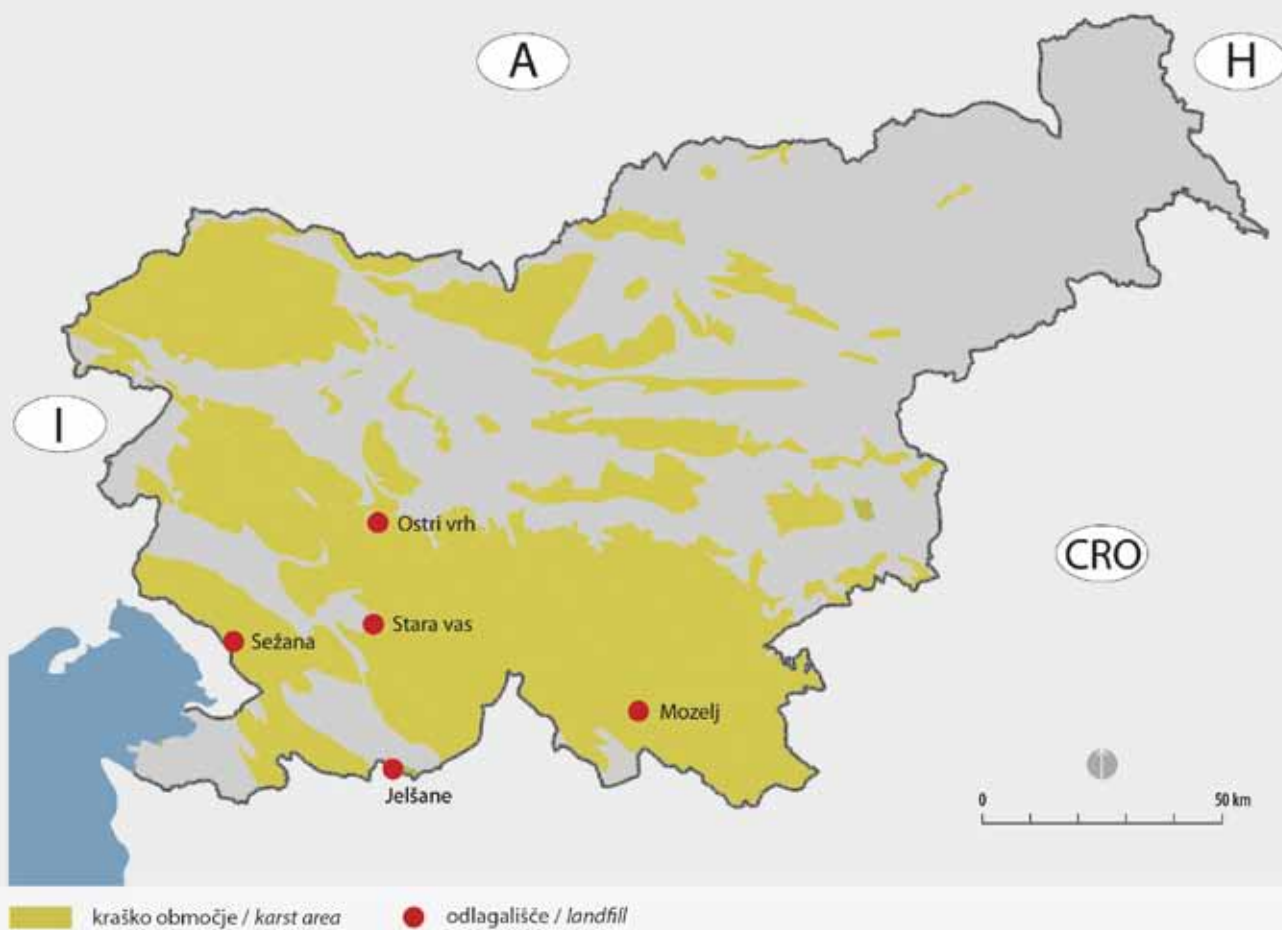 A
H
I
Ostri vrh
CRO
Stara vas
Sežana
Mozelj
Jelšane
0 50 km
kraško območje / karst area odlagališče / landfill